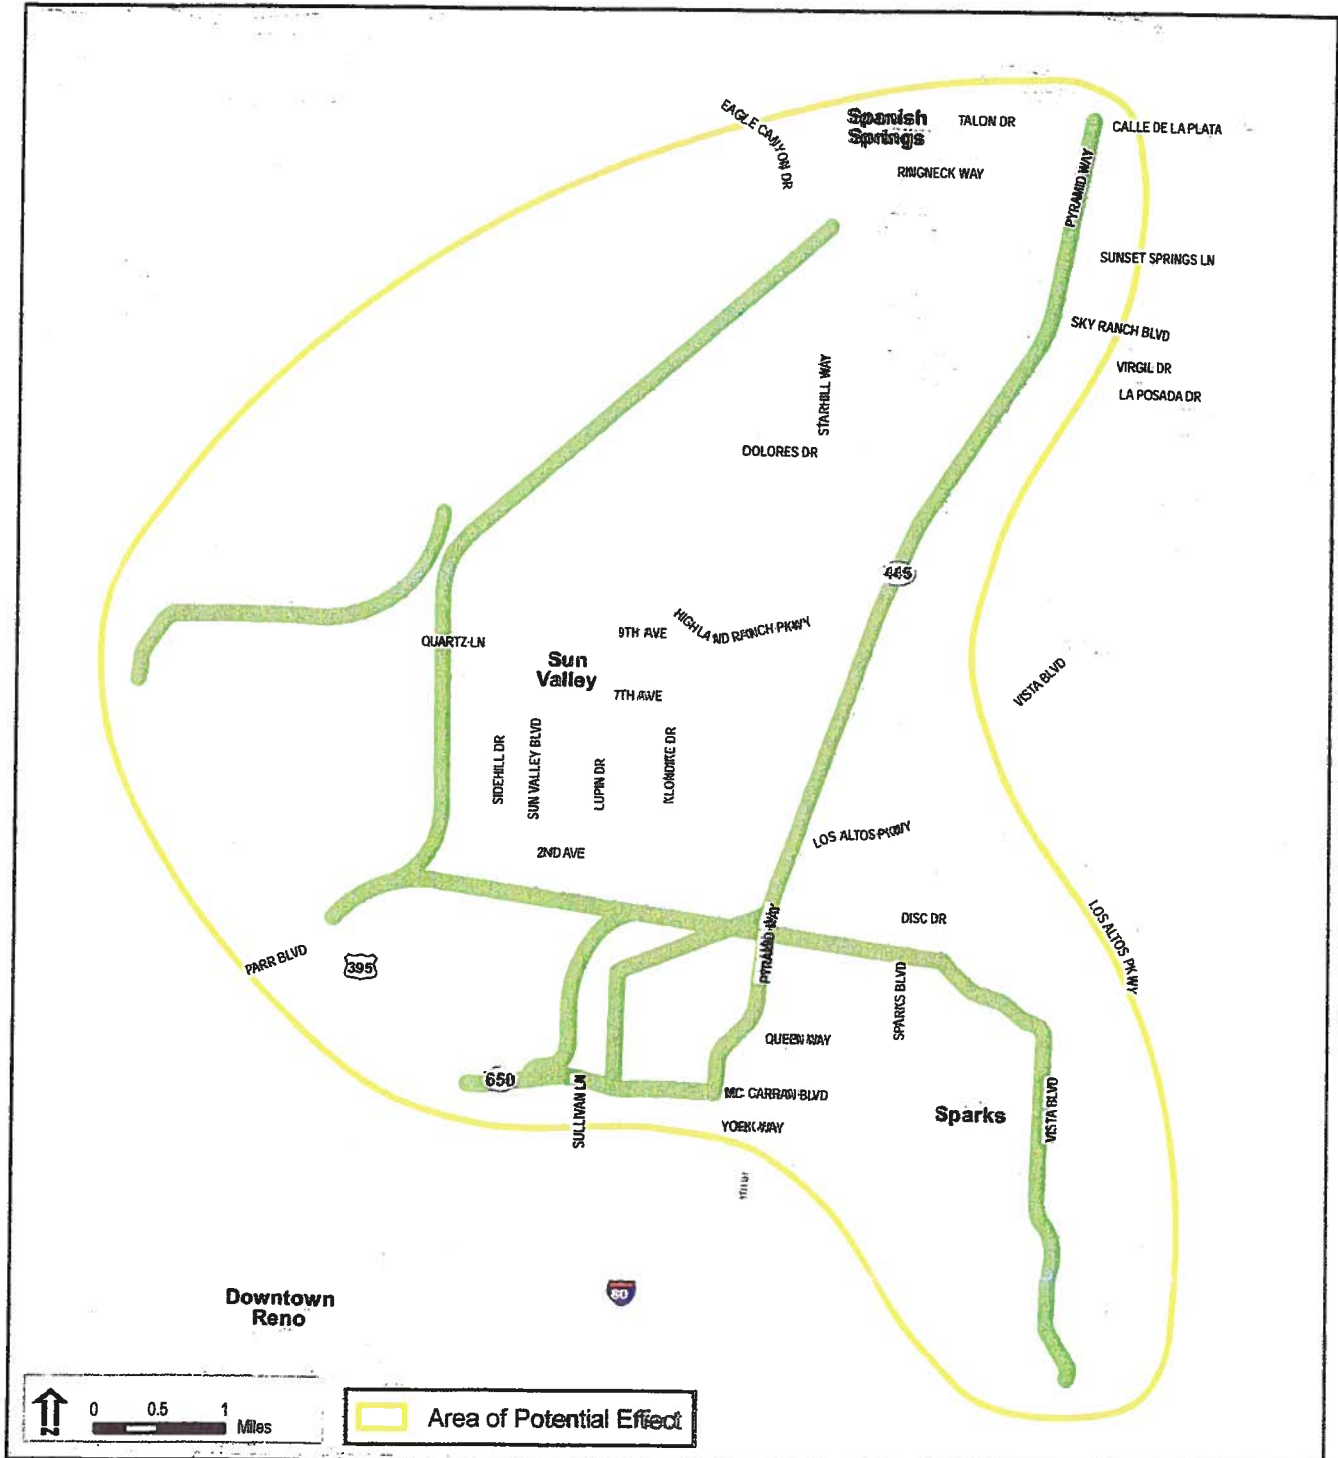 EAGLE CANYON DR
Spanish
Springs
TALON DR
CALLE DE LA PLATA
RINGNECK WAY
PYRAMID WAY
SUNSET SPRINGS LN
SKY RANCH BLVD
VIRGIL DR
LA POSADA DR
STARHILL WAY
DOLORES DR
445
QUARTZ LN
9TH AVE
HIGHLAND RANCH PKWY
Sun
Valley
7TH AVE
VISTA BLVD
SIDEHILL DR
SUN VALLEY BLVD
LUPIN DR
KLONDIKE DR
LOS ALTOS PKWY
2ND AVE
PYRAMID WAY
DISC DR
LOS ALTOS PKWY
PARR BLVD
395
SPARKS BLVD
QUEEN WAY
650
SULLIVAN LN
MC CARRAN BLVD
YORK WAY
Sparks
VISTA BLVD
Downtown
Reno
80
N
0 0.5 1
Miles
Area of Potential Effect